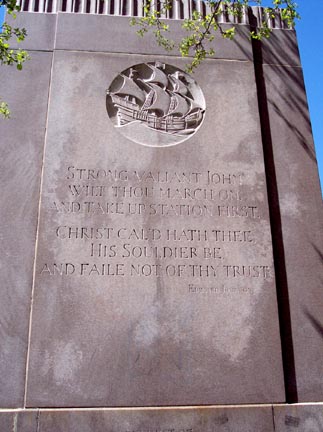 STRONG VALIANT JOHN
WILT THOU MARCH ON
AND TAKE UP STATION FIRST,
CHRIST CAL'D HATH THEE,
HIS SOULDIER BE
AND FAILE NOT OF THY TRUST